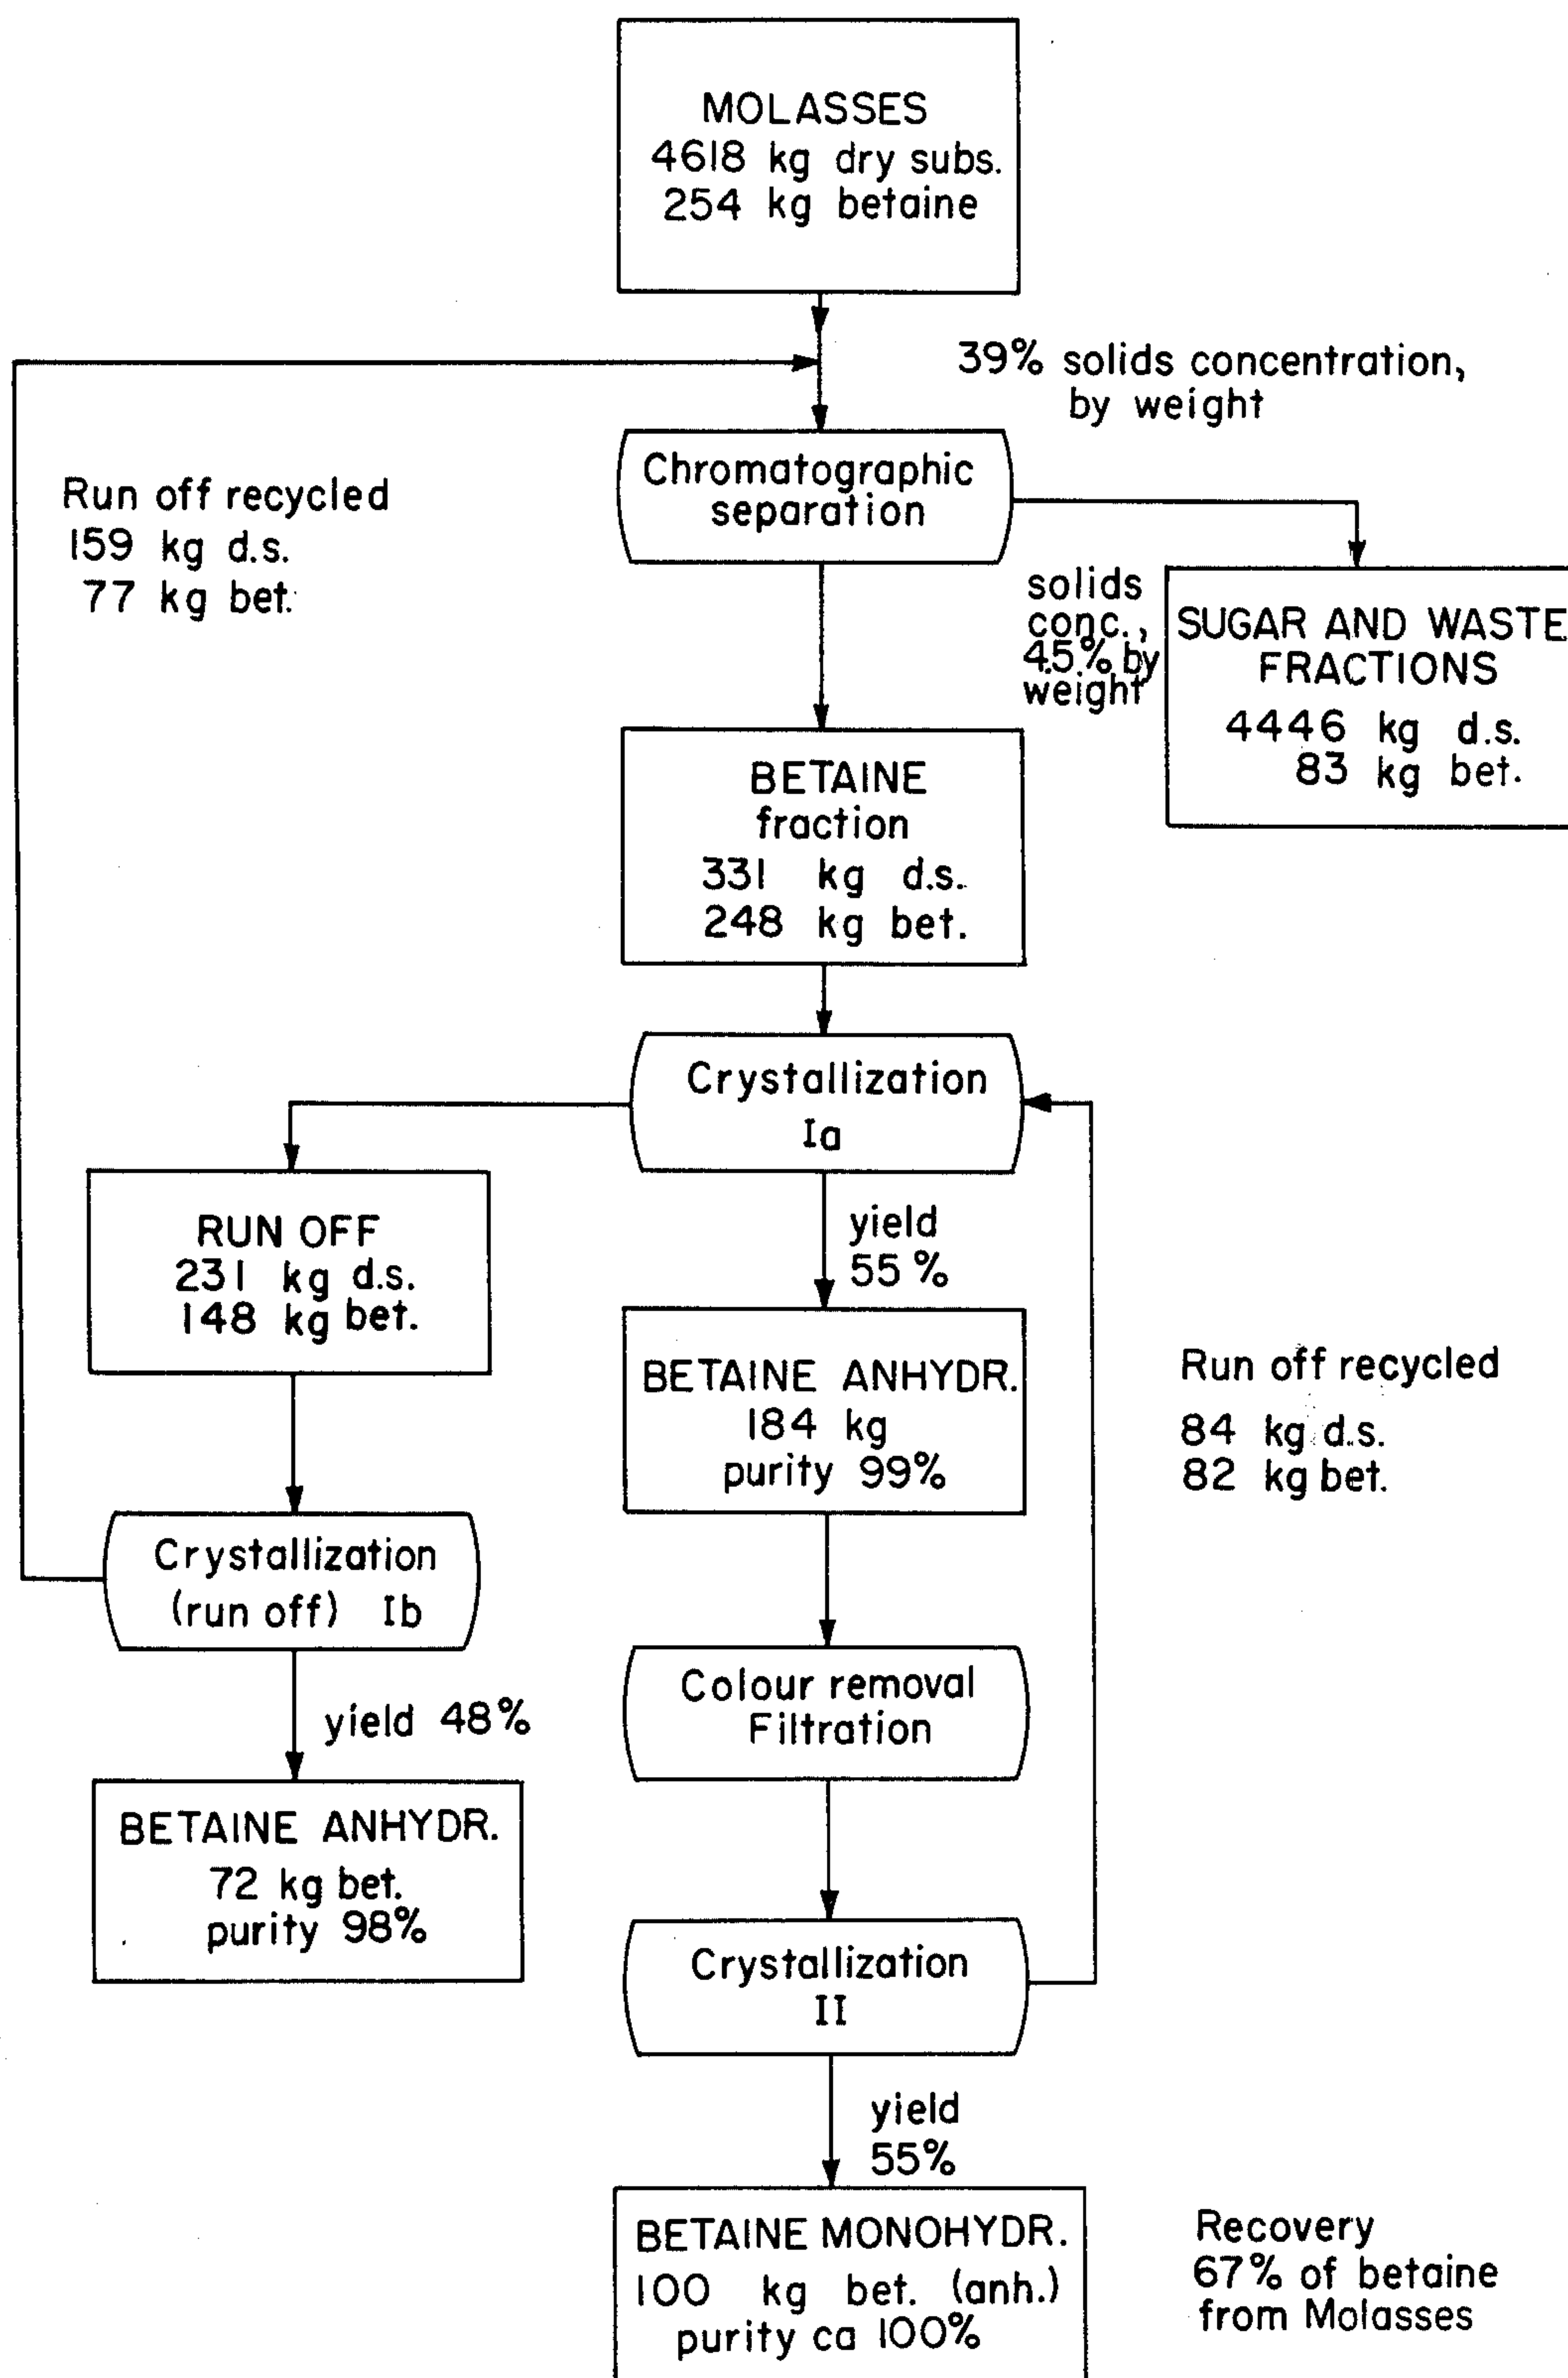 MOLASSES
4618 kg dry subs.
254 kg betaine
39% solids concentration,
by weight
Chromatographic
separation
Run off recycled
159 kg d.s.
77 kg bet.
solids
conc.,
45% by
weight
SUGAR AND WASTE
FRACTIONS
4446 kg d.s.
83 kg bet.
BETAINE
fraction
331 kg d.s.
248 kg bet.
Crystallization
Ia
RUN OFF
231 kg d.s.
148 kg bet.
yield
55%
BETAINE ANHYDR.
184 kg
purity 99%
Run off recycled
84 kg d.s.
82 kg bet.
Crystallization
(run off) Ib
Colour removal
Filtration
yield 48%
BETAINE ANHYDR.
72 kg bet.
purity 98%
Crystallization
II
yield
55%
BETAINE MONOHYDR.
100 kg bet. (anh.)
purity ca 100%
Recovery
67% of betaine
from Molasses